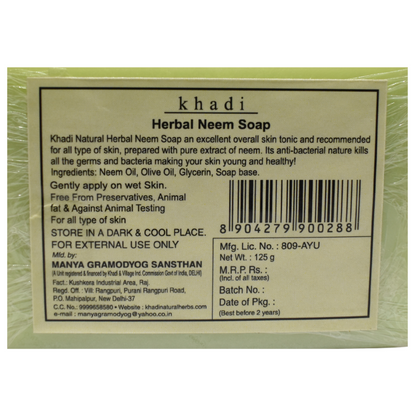 khadi
Herbal Neem Soap
Khadi Natural Herbal Neem Soap an excellent overall skin tonic and recommended
for all type of skin, prepared with pure extract of neem. Its anti-bacterial nature kills
all the germs and bacteria making your skin young and healthy!
Ingredients: Neem Oil, Olive Oil, Glycerin, Soap base.
Gently apply on wet Skin.
Free From Preservatives, Animal
fat & Against Animal Testing
For all type of skin
STORE IN A DARK & COOL PLACE.
FOR EXTERNAL USE ONLY
Mfd. by:
MANYA GRAMODYOG SANSTHAN
(A Unit registered & financed by Khadi & Village Ind. Commission Govt of India, DELHI)
Fact.: Kushkera Industrial Area, Raj.
Regd. Off. : Vill: Rangpuri, Purani Rangpuri Road,
P.O. Mahipalpur, New Delhi-37
C.C. No. 9999658580 - website : khadinaturalherbs.com
e-mail : manyagramodyog@yahoo.co.in
8 904279 900288
Mfg. Lic. No. : 809-AYU
Net Wt. : 125 g
M.R.P. Rs. :
(Incl. of all taxes)
Batch No. :
Date of Pkg. :
(Best before 2 years)